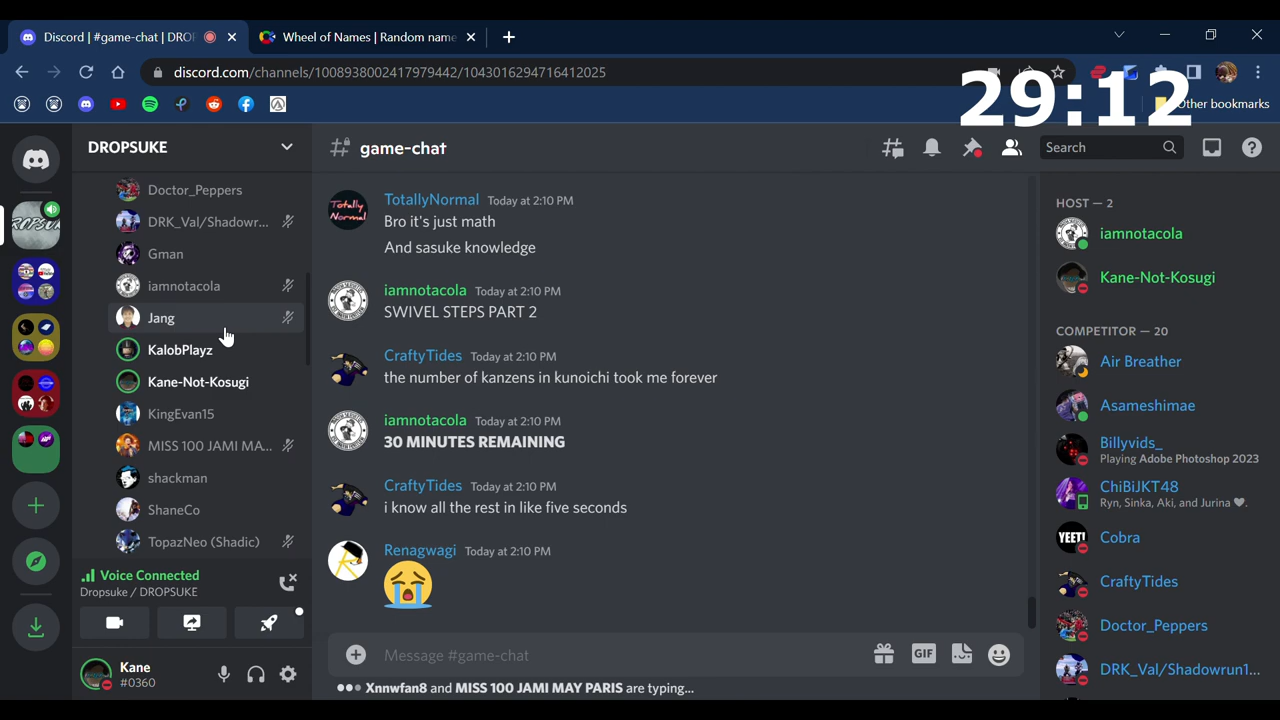 Discord | #game-chat | DRO
Wheel of Names | Random name
discord.com/channels/1008938002417979442/1043016294716412025
29:12
Other bookmarks
DROPSUKE
Doctor_Peppers
DRK_Val/Shadowr...
Gman
iamnotacola
Jang
KalobPlayz
Kane-Not-Kosugi
KingEvan15
MISS 100 JAMI MA...
shackman
ShaneCo
TopazNeo (Shadic)
Voice Connected
Dropsuke / DROPSUKE
Kane
#0360
game-chat
Search
TotallyNormal Today at 2:10 PM
Bro it's just math
And sasuke knowledge
iamnotacola Today at 2:10 PM
SWIVEL STEPS PART 2
CraftyTides Today at 2:10 PM
the number of kanzens in kunoichi took me forever
iamnotacola Today at 2:10 PM
30 MINUTES REMAINING
CraftyTides Today at 2:10 PM
i know all the rest in like five seconds
Renagwagi Today at 2:10 PM
Message #game-chat
GIF
Xnnwfan8 and MISS 100 JAMI MAY PARIS are typing...
HOST — 2
iamnotacola
Kane-Not-Kosugi
COMPETITOR — 20
Air Breather
Asameshimae
Billyvids_
Playing Adobe Photoshop 2023
ChiBiJKT48
Ryn, Sinka, Aki, and Jurina
YEET!
Cobra
CraftyTides
Doctor_Peppers
DRK_Val/Shadowrun1...